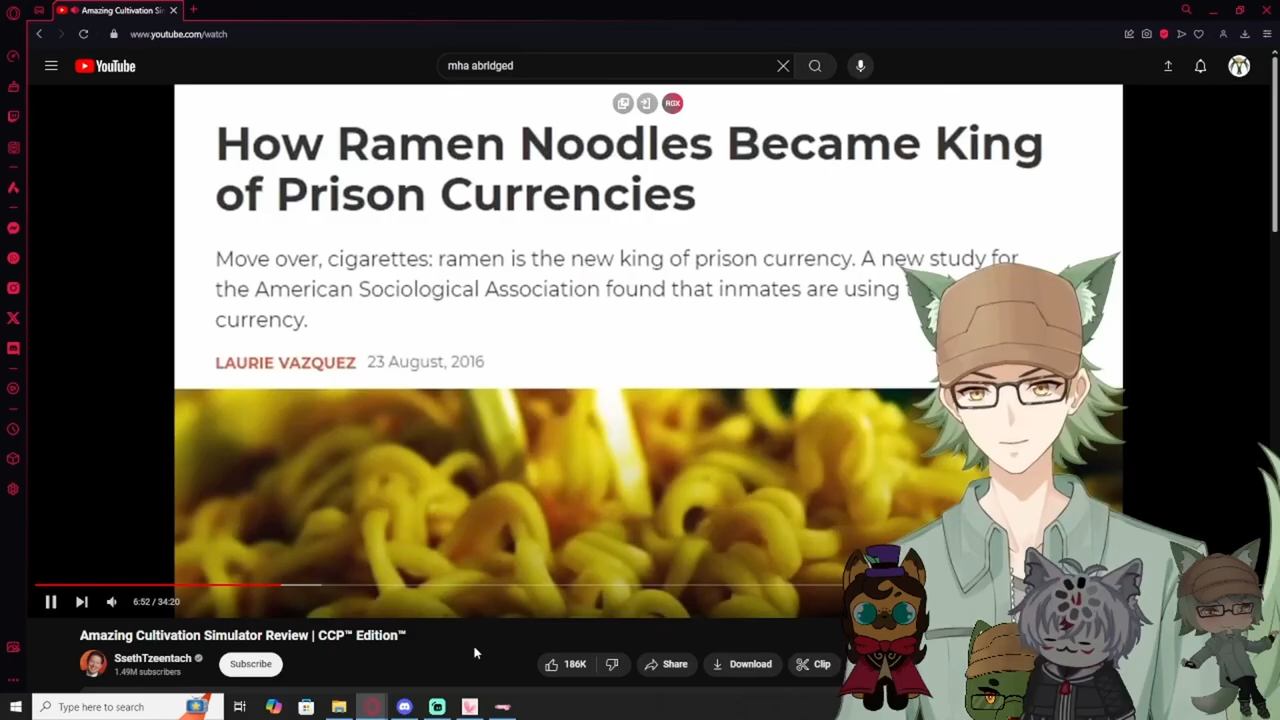 Amazing Cultivation Si
www.youtube.com/watch
YouTube
mha abridged
RGX
How Ramen Noodles Became King
of Prison Currencies
Move over, cigarettes: ramen is the new king of prison currency. A new study for
the American Sociological Association found that inmates are using
currency.
LAURIE VAZQUEZ 23 August, 2016
6:52 / 34:20
Amazing Cultivation Simulator Review | CCP™ Edition™
SsethTzeentach
1.49M subscribers
Subscribe
186K
Share
Download
Clip
Type here to search